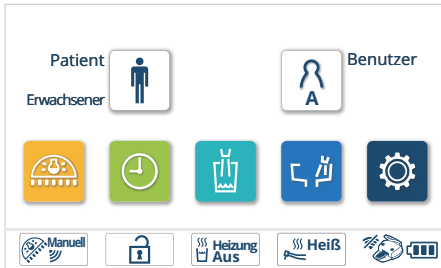 Patient
Erwachsener
Benutzer
A
Manuell
Heizung
Aus
Heiß